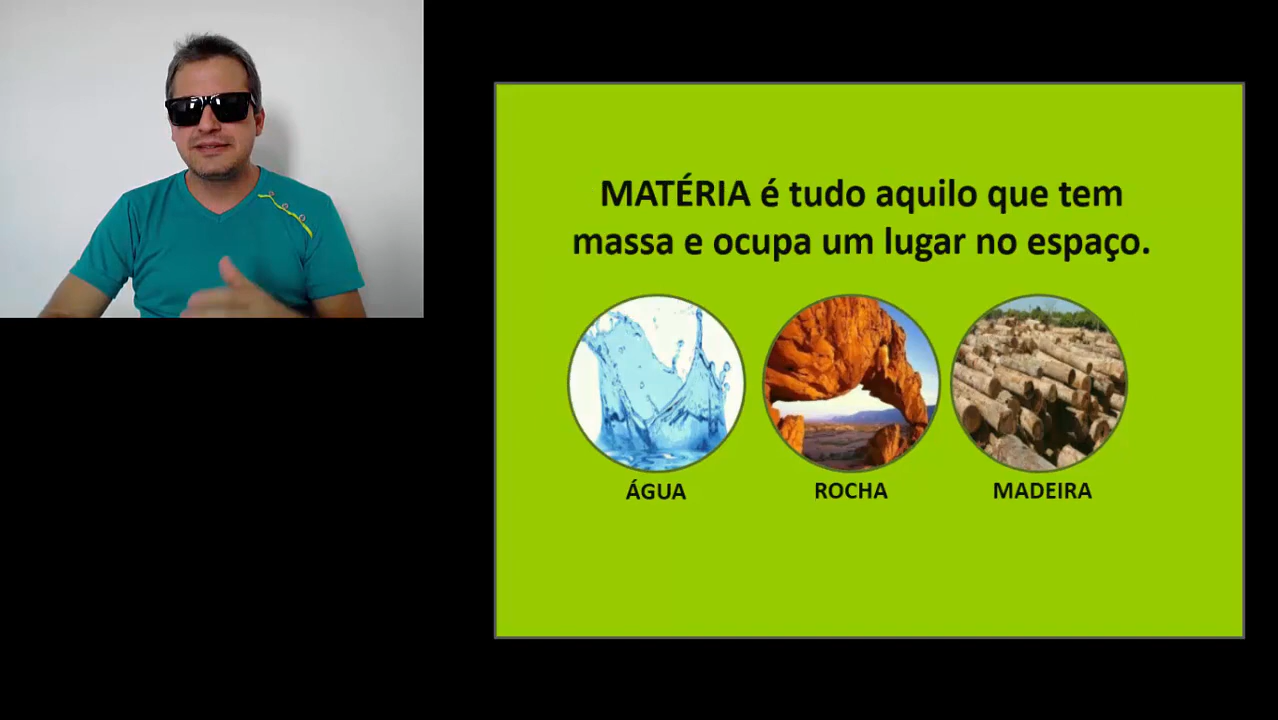 MATÉRIA é tudo aquilo que tem
massa e ocupa um lugar no espaço.
ÁGUA
ROCHA
MADEIRA